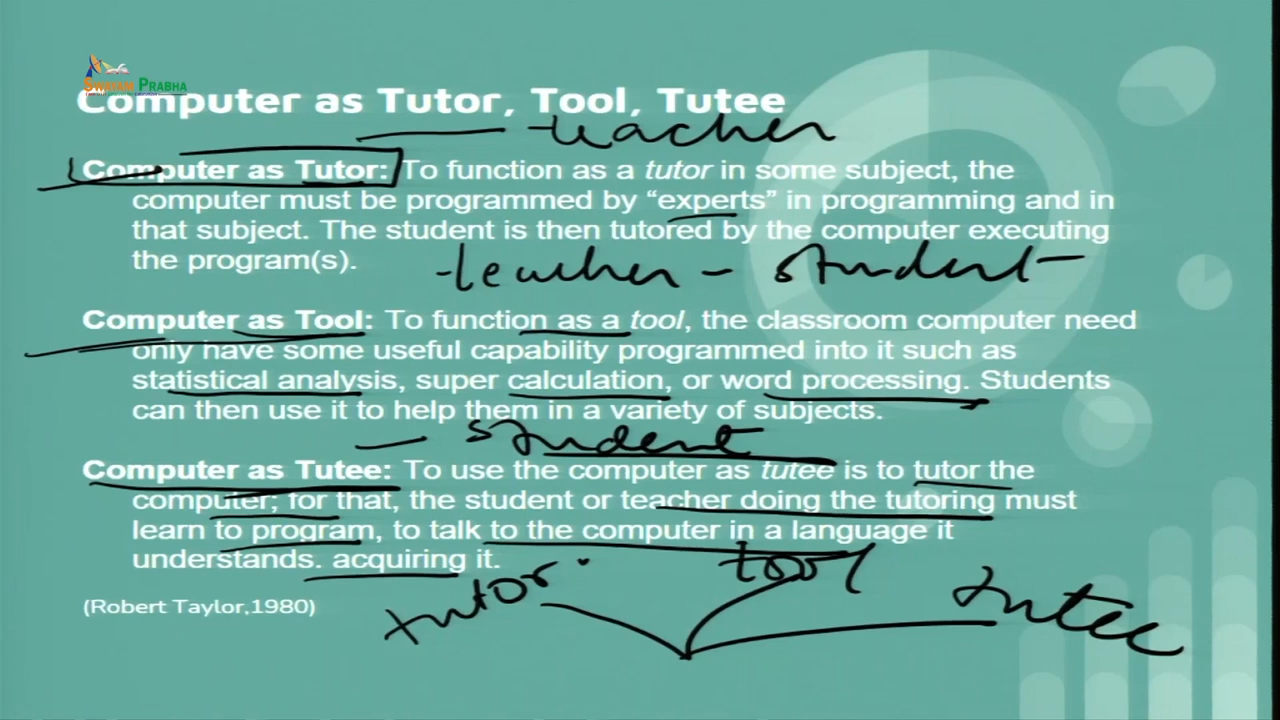 SWAYAM PRABHA
Computer as Tutor, Tool, Tutee
teacher
Computer as Tutor: To function as a tutor in some subject, the
computer must be programmed by “experts” in programming and in
that subject. The student is then tutored by the computer executing
the program(s).
teacher - student
Computer as Tool: To function as a tool, the classroom computer need
only have some useful capability programmed into it such as
statistical analysis, super calculation, or word processing. Students
can then use it to help them in a variety of subjects.
student
Computer as Tutee: To use the computer as tutee is to tutor the
computer; for that, the student or teacher doing the tutoring must
learn to program, to talk to the computer in a language it
understands. acquiring it.
tutor tool tutee
(Robert Taylor,1980)